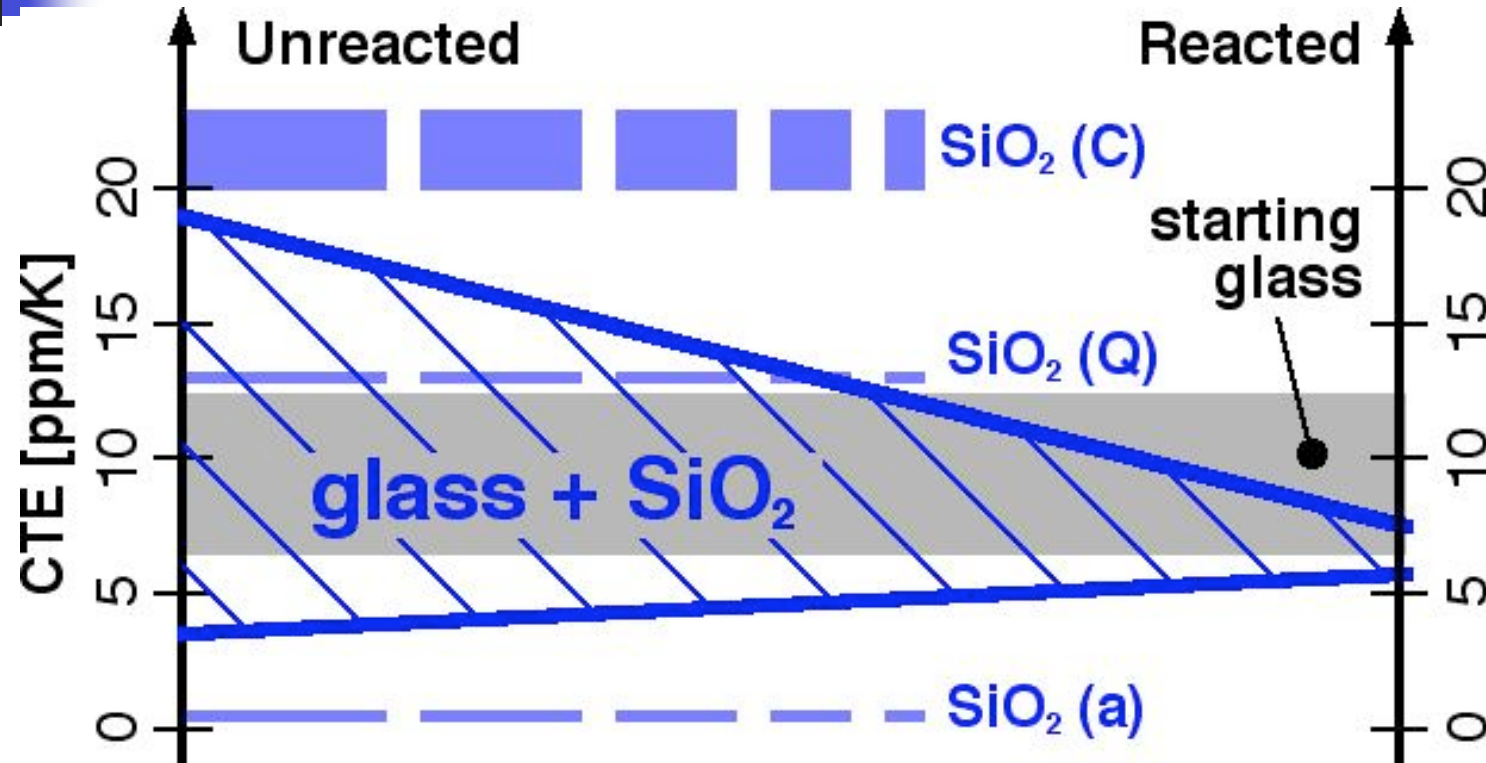 Unreacted
Reacted
CTE [ppm/K]
20
15
10
5
0
SiO₂ (C)
starting
glass
SiO₂ (Q)
glass + SiO₂
SiO₂ (a)
20
15
10
5
0